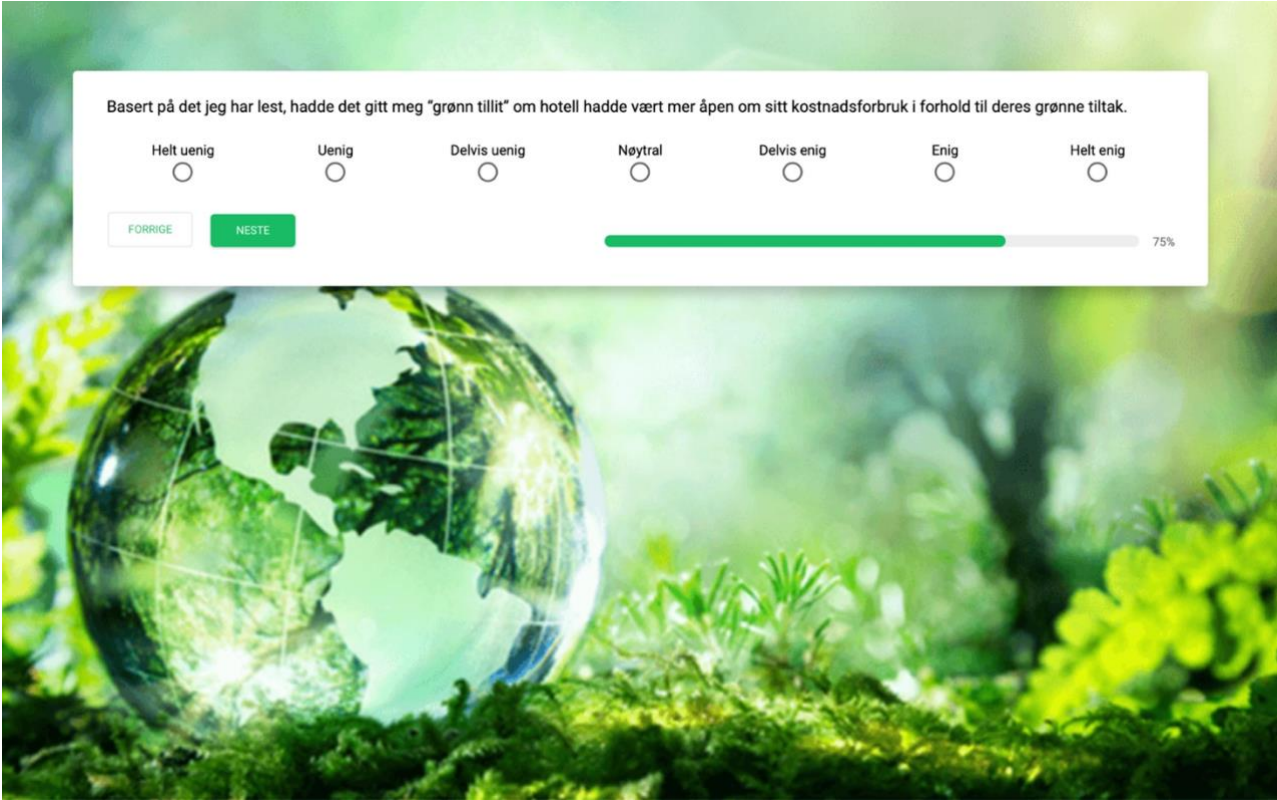 Basert på det jeg har lest, hadde det gitt meg “grønn tillit” om hotell hadde vært mer åpen om sitt kostnadsforbruk i forhold til deres grønne tiltak.
Helt uenig Uenig Delvis uenig Nøytral Delvis enig Enig Helt enig
FORRIGE NESTE 75%